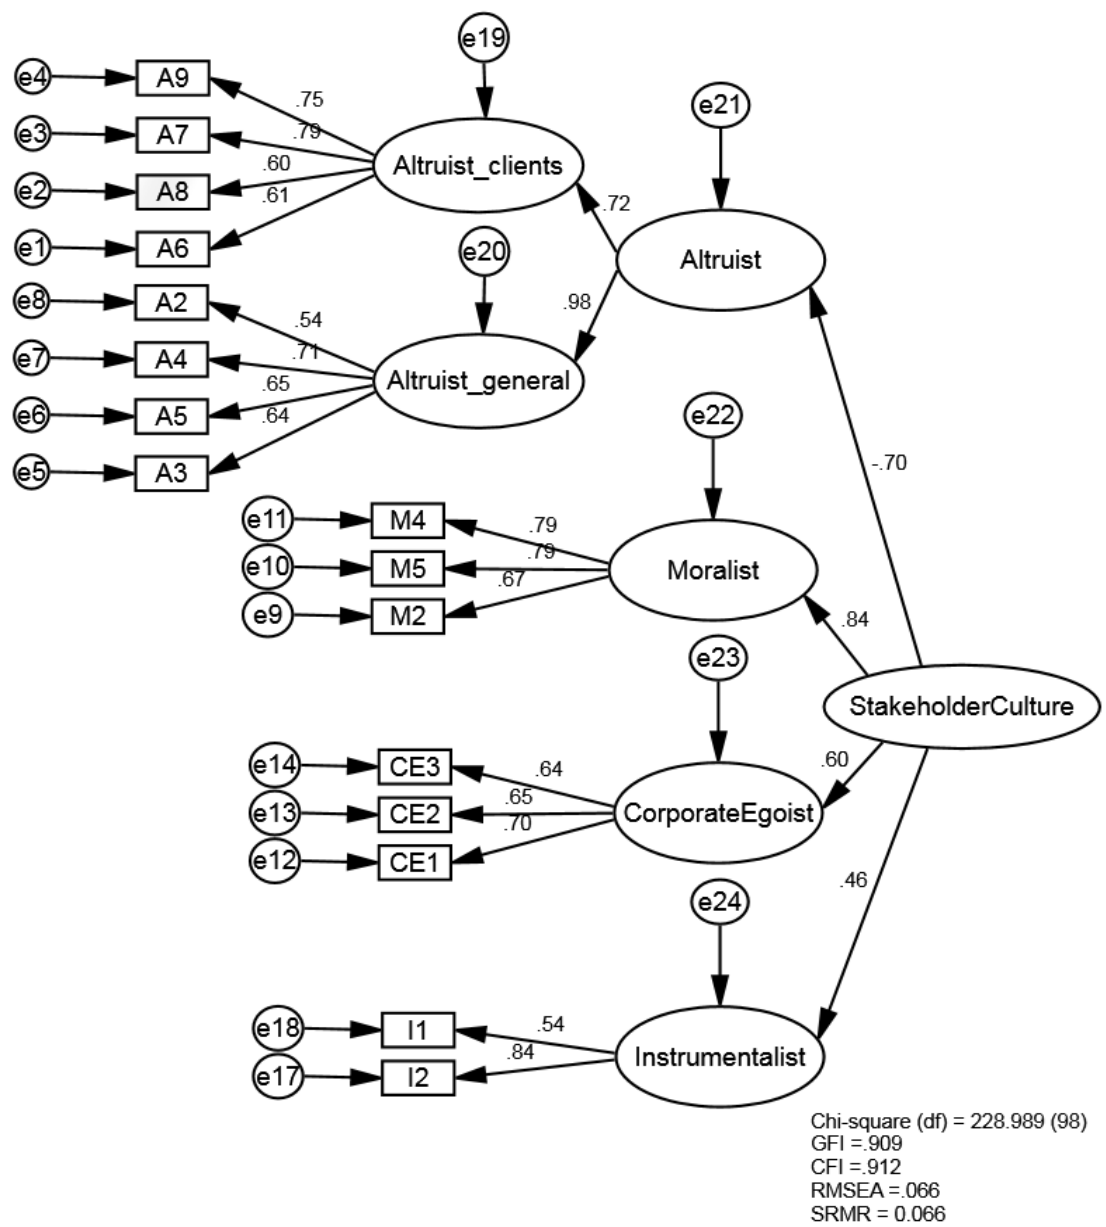 e19
e4 A9
.75
e21
e3 A7
.79
Altruist_clients
.60
e2 A8
.61
.72
e1 A6
e20
Altruist
e8 A2
.98
.54
e7 A4
.71
Altruist_general
.65
e6 A5
.64
e22
e5 A3
-.70
e11 M4
.79
.79
e10 M5
Moralist
.67
e9 M2
.84
e23
StakeholderCulture
e14 CE3
.64
.60
.65
e13 CE2
CorporateEgoist
.70
e12 CE1
.46
e24
e18 I1
.54
.84
Instrumentalist
e17 I2
Chi-square (df) = 228.989 (98)
GFI =.909
CFI =.912
RMSEA =.066
SRMR = 0.066